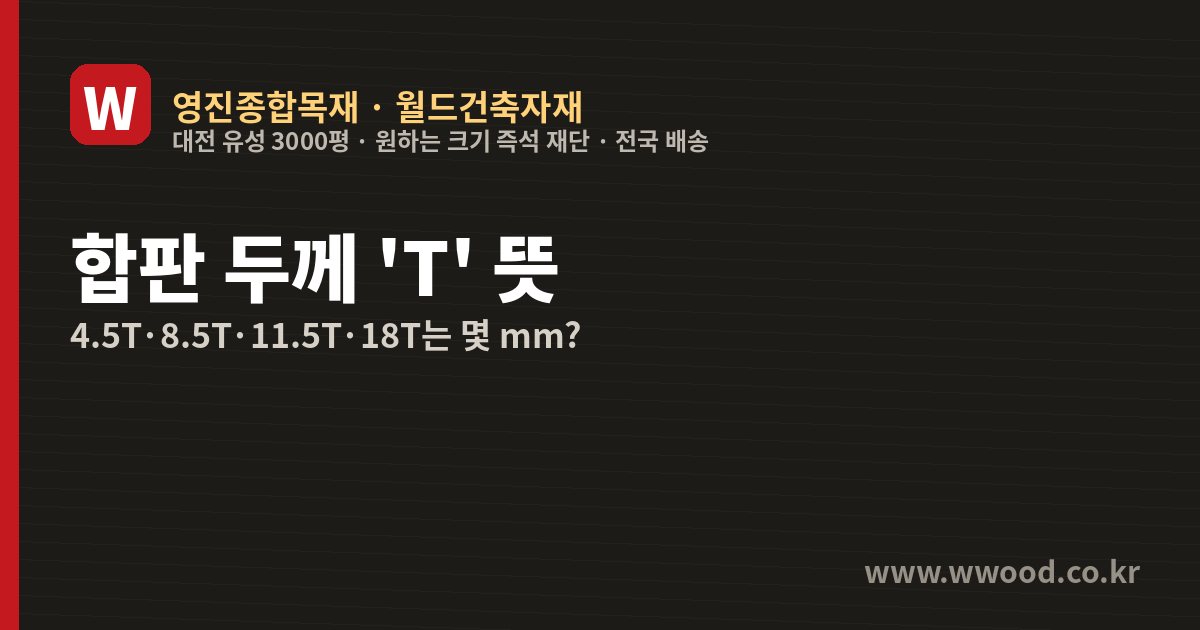 W
영진종합목재 · 월드건축자재
대전 유성 3000평 · 원하는 크기 즉석 재단 · 전국 배송
합판 두께 'T' 뜻
4.5T·8.5T·11.5T·18T는 몇 mm?
www.wwood.co.kr